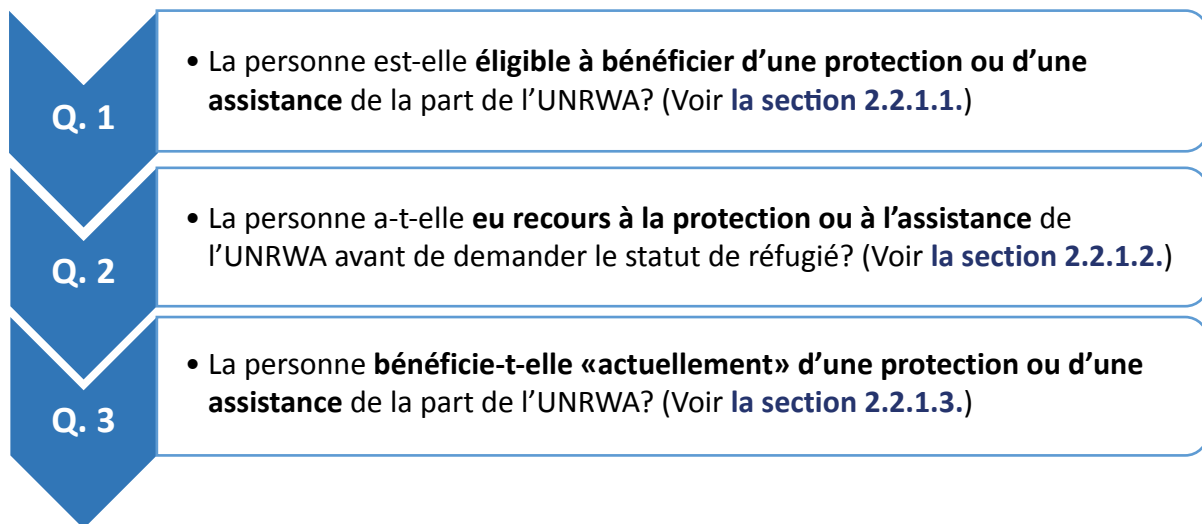 Q. 1
• La personne est-elle éligible à bénéficier d’une protection ou d’une
assistance de la part de l’UNRWA? (Voir la section 2.2.1.1.)
Q. 2
• La personne a-t-elle eu recours à la protection ou à l’assistance de
l’UNRWA avant de demander le statut de réfugié? (Voir la section 2.2.1.2.)
Q. 3
• La personne bénéficie-t-elle «actuellement» d’une protection ou d’une
assistance de la part de l’UNRWA? (Voir la section 2.2.1.3.)